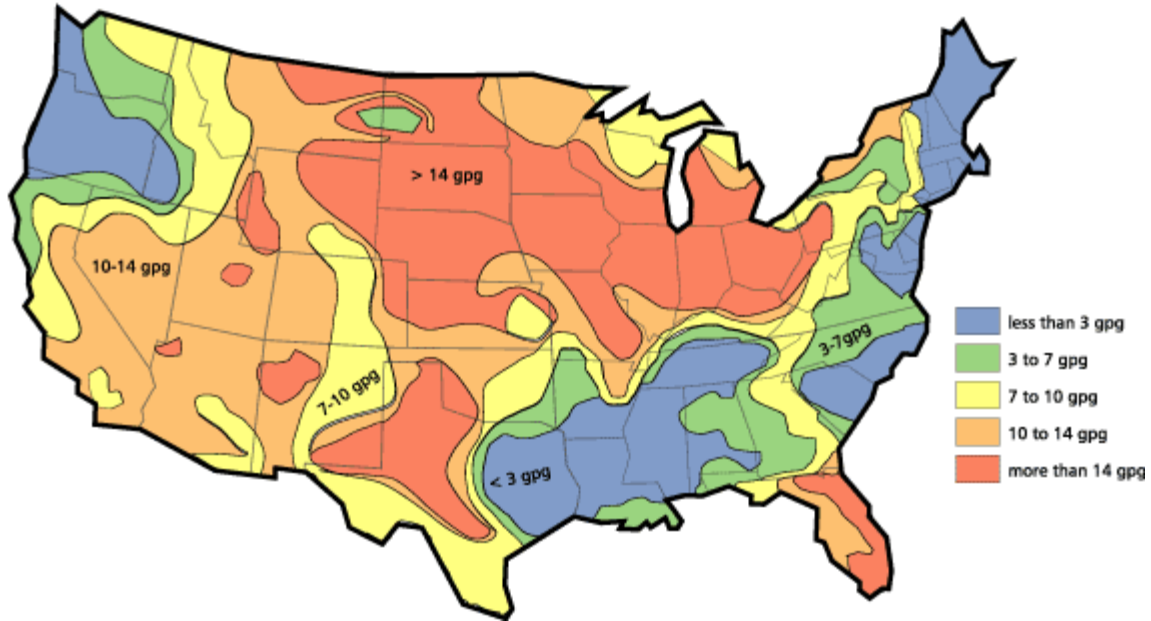 > 14 gpg
10-14 gpg
7-10 gpg
3-7gpg
< 3 gpg
less than 3 gpg
3 to 7 gpg
7 to 10 gpg
10 to 14 gpg
more than 14 gpg